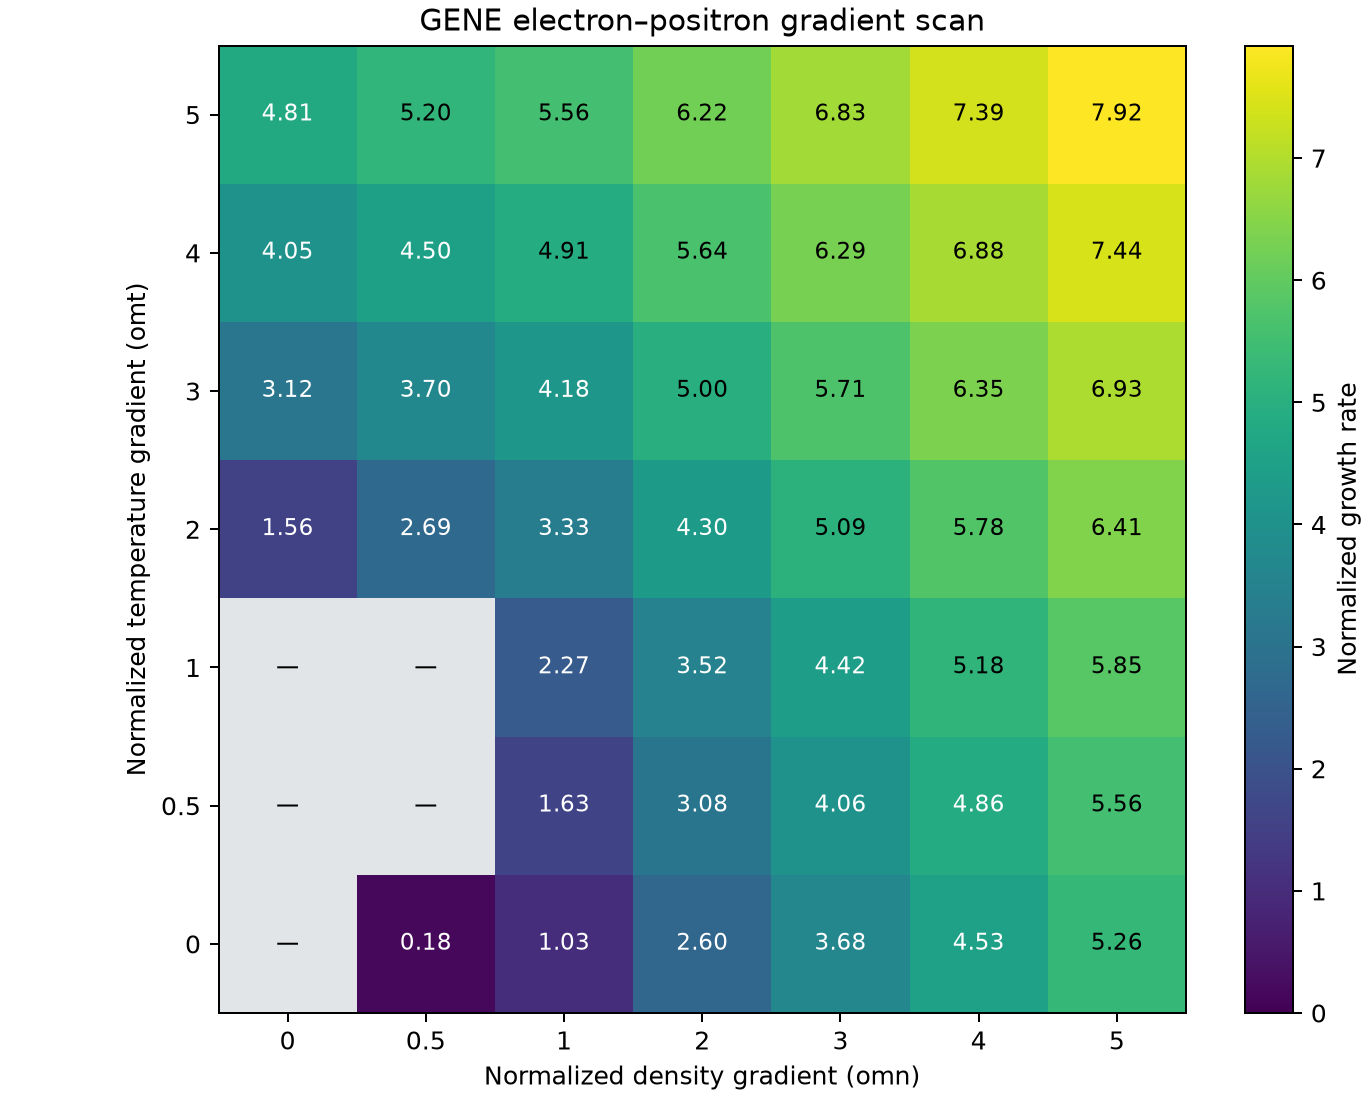 GENE electron–positron gradient scan
5 4.81 5.20 5.56 6.22 6.83 7.39 7.92
4 4.05 4.50 4.91 5.64 6.29 6.88 7.44
3 3.12 3.70 4.18 5.00 5.71 6.35 6.93
2 1.56 2.69 3.33 4.30 5.09 5.78 6.41
1 — — 2.27 3.52 4.42 5.18 5.85
0.5 — — 1.63 3.08 4.06 4.86 5.56
0 — 0.18 1.03 2.60 3.68 4.53 5.26
0 0.5 1 2 3 4 5
Normalized density gradient (omn)
Normalized temperature gradient (omt)
7
6
5
4
3
2
1
0
Normalized growth rate